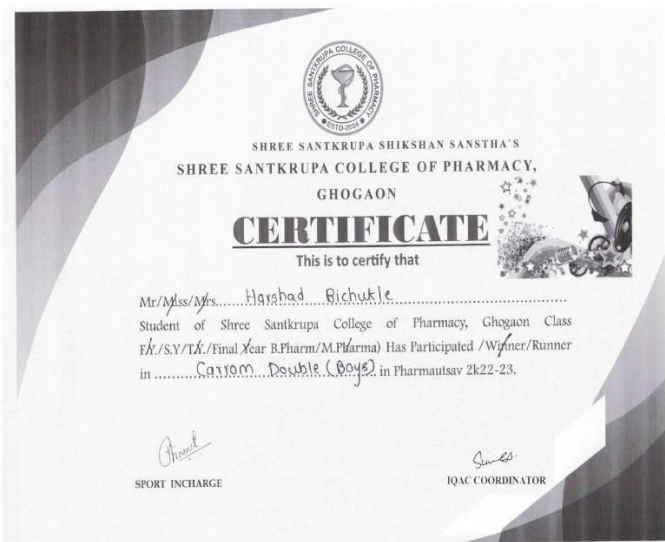 SHREE SANTKRUPA COLLEGE OF PHARMACY
ESTD-2004
SHREE SANTKRUPA SHIKSHAN SANSTHA`S
SHREE SANTKRUPA COLLEGE OF PHARMACY,
GHOGAON
CERTIFICATE
This is to certify that
Mr/Miss/Mrs.....Harshad Bichukle.....
Student of Shree Santkrupa College of Pharmacy, Ghogaon Class
F.Y./S.Y/T.Y./Final Year B.Pharm/M.Pharma) Has Participated /Winner/Runner
in ............Carrom Double (Boys) in Pharmautsav 2k22-23.
SPORT INCHARGE
IQAC COORDINATOR